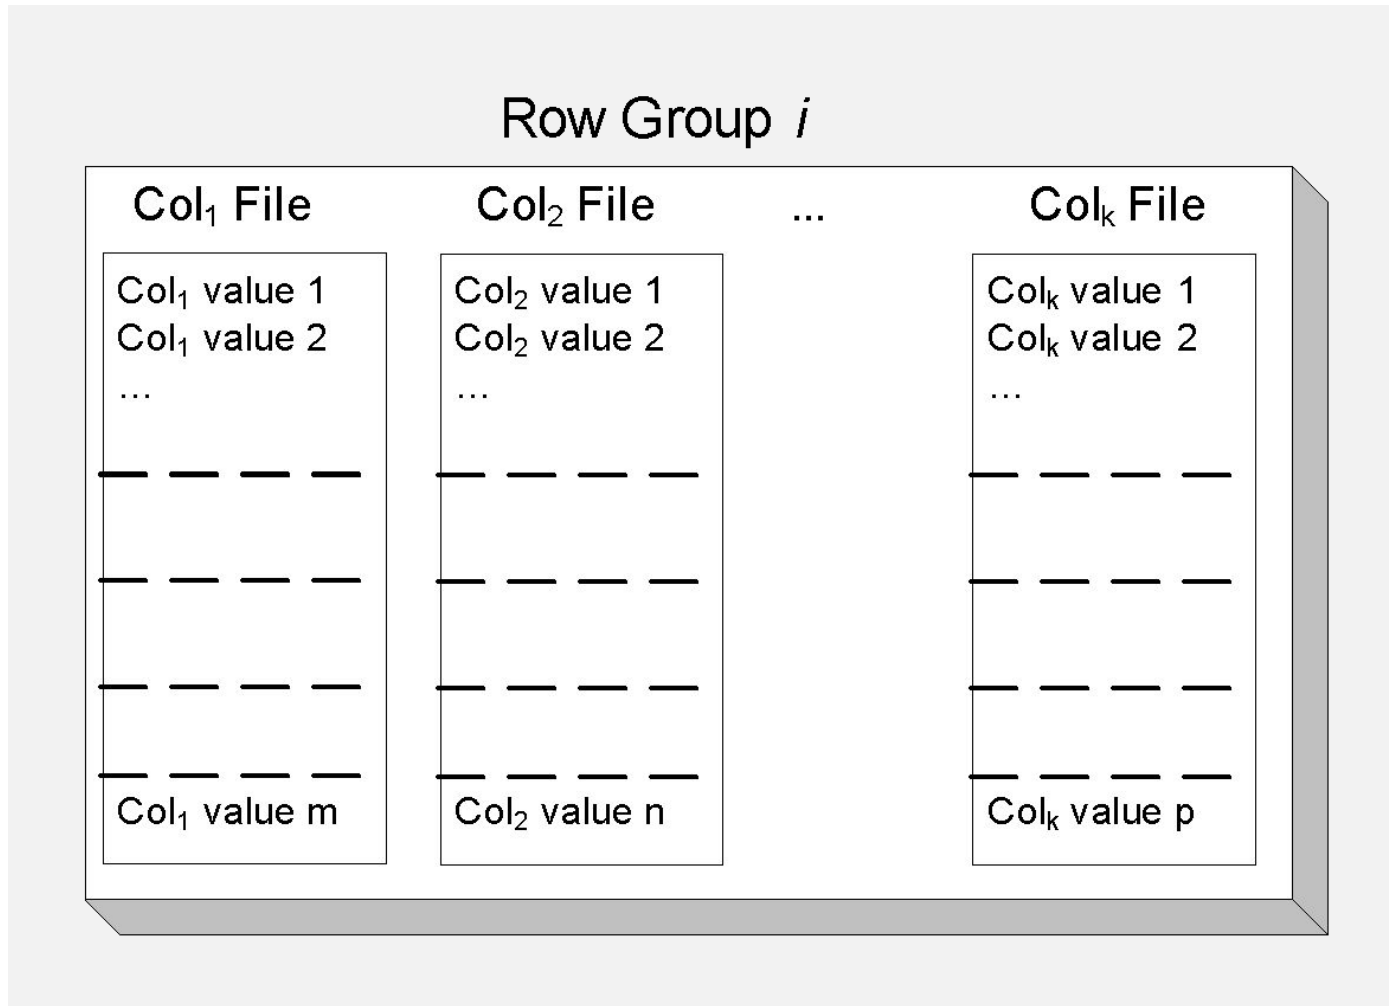 Row Group i
Col₁ File Col₂ File ... Colₖ File
Col₁ value 1
Col₁ value 2
...
Col₁ value m
Col₂ value 1
Col₂ value 2
...
Col₂ value n
Colₖ value 1
Colₖ value 2
...
Colₖ value p